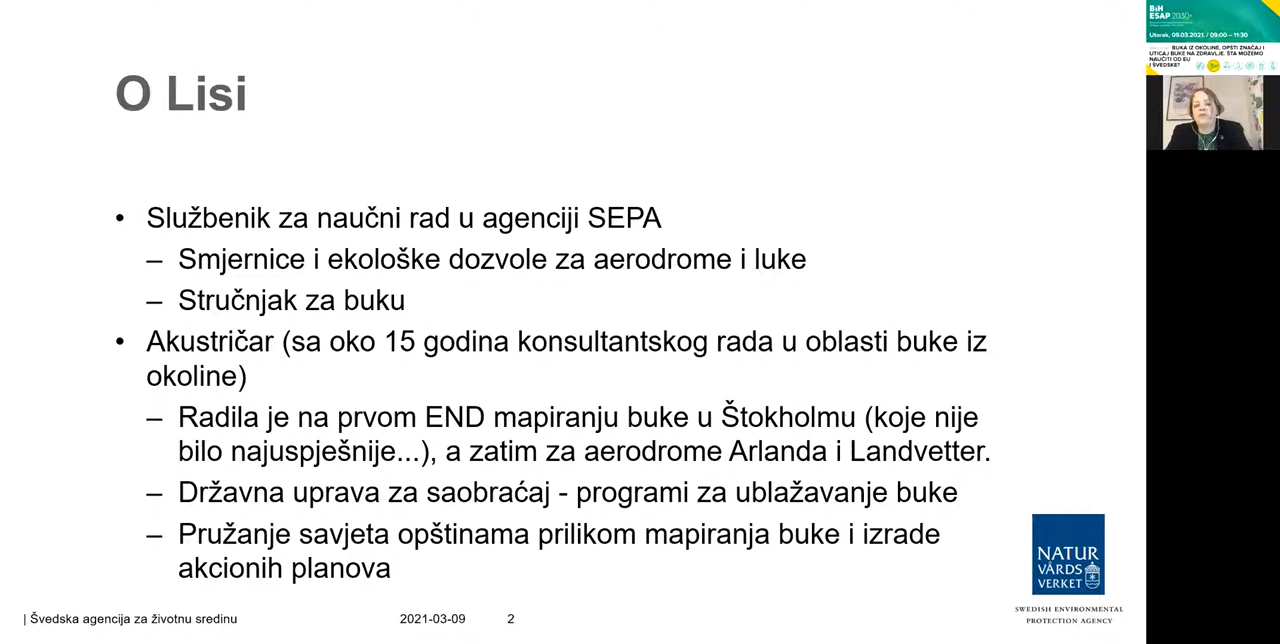 O Lisi
• Službenik za naučni rad u agenciji SEPA
– Smjernice i ekološke dozvole za aerodrome i luke
– Stručnjak za buku
• Akustričar (sa oko 15 godina konsultantskog rada u oblasti buke iz
okoline)
– Radila je na prvom END mapiranju buke u Štokholmu (koje nije
bilo najuspješnije...), a zatim za aerodrome Arlanda i Landvetter.
– Državna uprava za saobraćaj - programi za ublažavanje buke
– Pružanje savjeta opštinama prilikom mapiranja buke i izrade
akcionih planova
| Švedska agencija za životnu sredinu
2021-03-09
2
NATUR
VÅRDS
VERKET
SWEDISH ENVIRONMENTAL
PROTECTION AGENCY
BiH
ESAP 2030+
Utorak, 09.03.2021. / 09:00 – 11:30
BUKA IZ OKOLINE, OPŠTI ZNAČAJ I
UTICAJ BUKE NA ZDRAVLJE. ŠTA MOŽEMO
NAUČITI OD EU
I ŠVEDSKE?